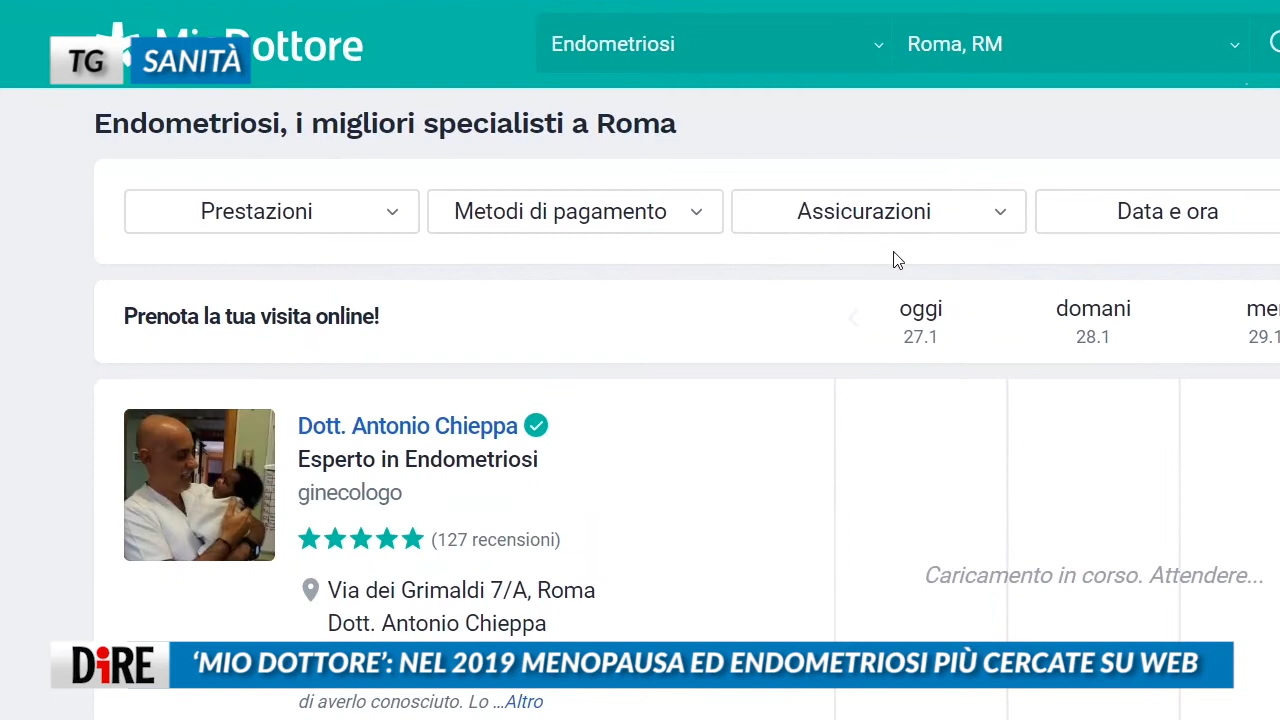 MioDottore
Endometriosi
Roma, RM
TG SANITÀ
Endometriosi, i migliori specialisti a Roma
Prestazioni
Metodi di pagamento
Assicurazioni
Data e ora
Prenota la tua visita online!
oggi
27.1
domani
28.1
mer
29.1
Dott. Antonio Chieppa
Esperto in Endometriosi
ginecologo
(127 recensioni)
Via dei Grimaldi 7/A, Roma
Dott. Antonio Chieppa
Caricamento in corso. Attendere...
DiRE
‘MIO DOTTORE’: NEL 2019 MENOPAUSA ED ENDOMETRIOSI PIÙ CERCATE SU WEB
di averlo conosciuto. Lo ...Altro